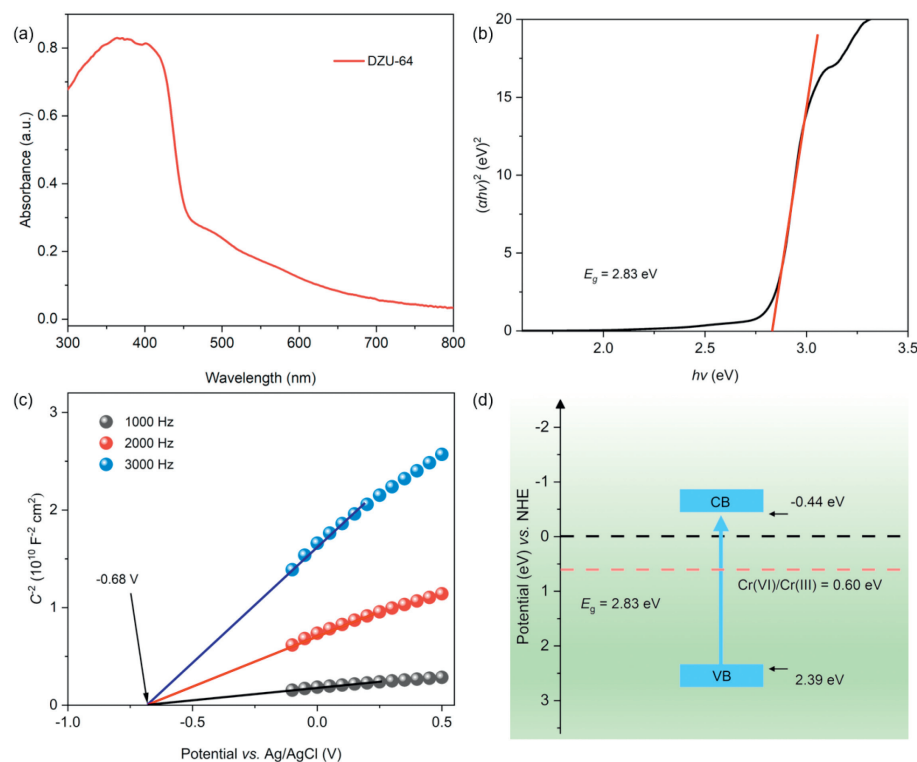 (a)
0.8
0.6
0.4
0.2
0.0
Absorbance (a.u.)
DZU-64
300 400 500 600 700 800
Wavelength (nm)
(b)
20
15
10
5
0
(αhν)² (eV)²
E_g = 2.83 eV
2.0 2.5 3.0 3.5
hν (eV)
(c)
3
2
1
0
C⁻² (10¹⁰ F⁻² cm²)
1000 Hz
2000 Hz
3000 Hz
-0.68 V
-1.0 -0.5 0.0 0.5
Potential vs. Ag/AgCl (V)
(d)
-2
-1
0
1
2
3
Potential (eV) vs. NHE
CB
-0.44 eV
Cr(VI)/Cr(III) = 0.60 eV
E_g = 2.83 eV
VB
2.39 eV